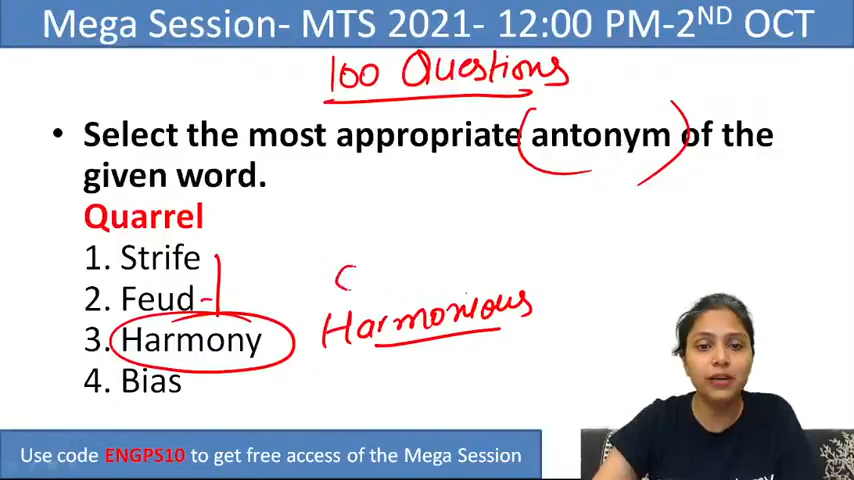 Mega Session- MTS 2021- 12:00 PM-2ND OCT
100 Questions
• Select the most appropriate antonym of the
given word.
Quarrel
1. Strife
2. Feud
3. Harmony
4. Bias
C
Harmonious
Use code ENGPS10 to get free access of the Mega Session